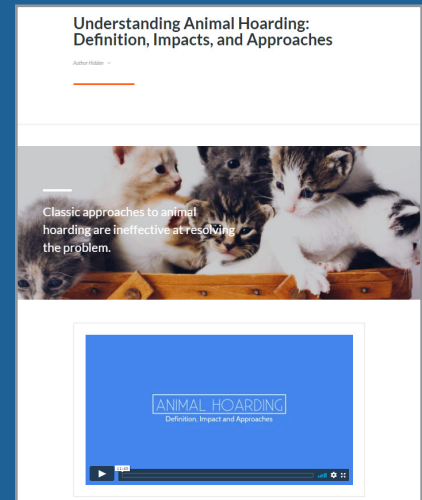 Understanding Animal Hoarding:
Definition, Impacts, and Approaches
Author Hidden
Classic approaches to animal
hoarding are ineffective at resolving
the problem.
ANIMAL HOARDING
Definition, Impact and Approaches